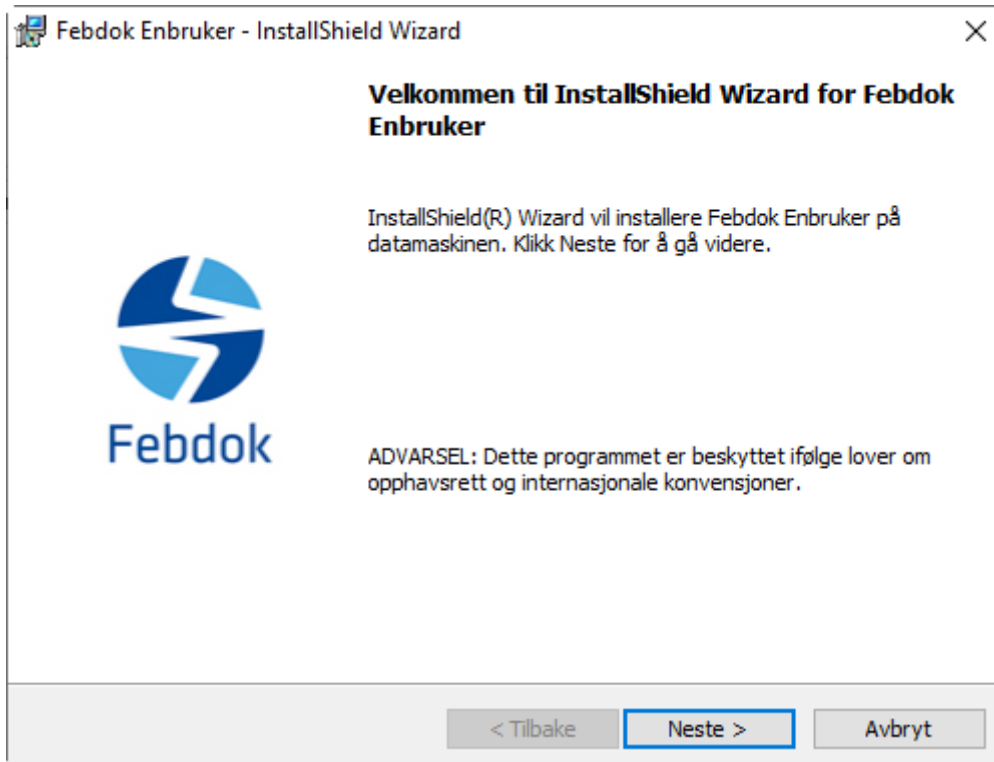 Febdok Enbruker - InstallShield Wizard
Velkommen til InstallShield Wizard for Febdok
Enbruker
InstallShield(R) Wizard vil installere Febdok Enbruker på
datamaskinen. Klikk Neste for å gå videre.
Febdok
ADVARSEL: Dette programmet er beskyttet ifølge lover om
opphavsrett og internasjonale konvensjoner.
< Tilbake
Neste >
Avbryt